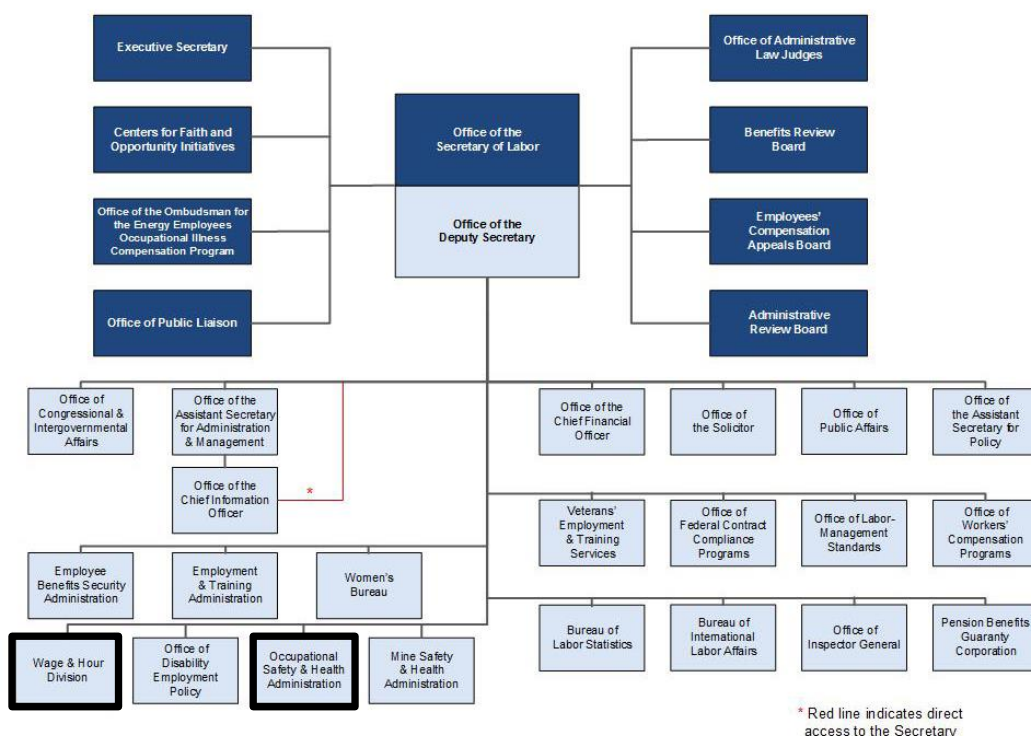 Executive Secretary
Office of Administrative
Law Judges
Centers for Faith and
Opportunity Initiatives
Office of the
Secretary of Labor
Benefits Review
Board
Office of the Ombudsman for
the Energy Employees
Occupational Illness
Compensation Program
Office of the
Deputy Secretary
Employees'
Compensation
Appeals Board
Office of Public Liaison
Administrative
Review Board
Office of
Congressional &
Intergovernmental
Affairs
Office of the
Assistant Secretary
for Administration
& Management
Office of the
Chief Financial
Officer
Office of
the Solicitor
Office of
Public Affairs
Office of
the Assistant
Secretary for
Policy
Office of the
Chief Information
Officer
*
Veterans'
Employment
& Training
Services
Office of
Federal Contract
Compliance
Programs
Office of Labor-
Management
Standards
Office of
Workers'
Compensation
Programs
Employee
Benefits Security
Administration
Employment
& Training
Administration
Women's
Bureau
Bureau of
Labor Statistics
Bureau of
International
Labor Affairs
Office of
Inspector General
Pension Benefits
Guaranty
Corporation
Wage & Hour
Division
Office of
Disability
Employment
Policy
Occupational
Safety & Health
Administration
Mine Safety
& Health
Administration
* Red line indicates direct
access to the Secretary